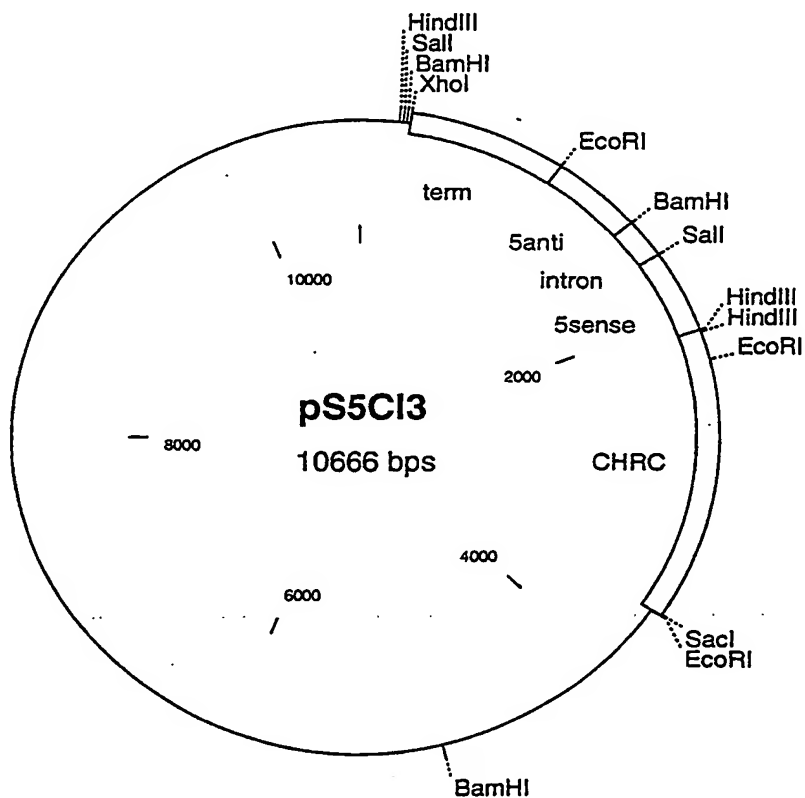 HindIII
SalI
BamHI
XhoI
EcoRI
BamHI
SalI
HindIII
HindIII
EcoRI
term
5anti
intron
5sense
10000
2000
pS5CI3
10666 bps
8000
CHRC
4000
6000
SacI
EcoRI
BamHI